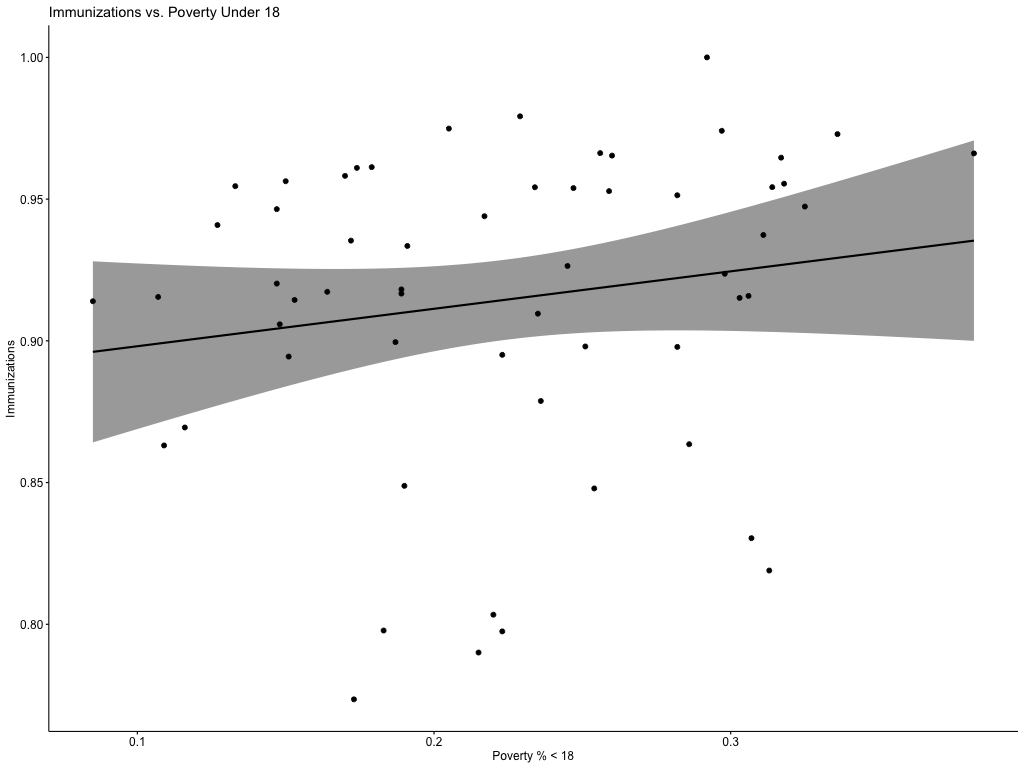 Immunizations vs. Poverty Under 18
1.00
0.95
0.90
0.85
0.80
Immunizations
0.1
0.2
0.3
Poverty % < 18